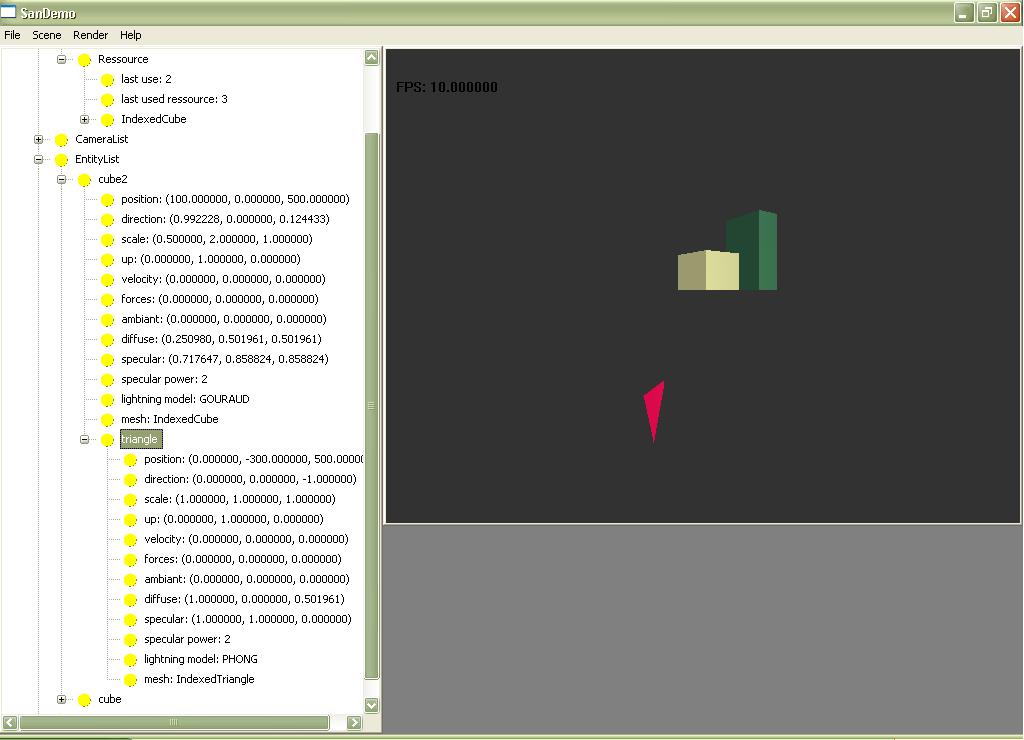 SanDemo
File Scene Render Help
Ressource
last use: 2
last used ressource: 3
IndexedCube
CameraList
EntityList
cube2
position: (100.000000, 0.000000, 500.000000)
direction: (0.992228, 0.000000, 0.124433)
scale: (0.500000, 2.000000, 1.000000)
up: (0.000000, 1.000000, 0.000000)
velocity: (0.000000, 0.000000, 0.000000)
forces: (0.000000, 0.000000, 0.000000)
ambiant: (0.000000, 0.000000, 0.000000)
diffuse: (0.250980, 0.501961, 0.501961)
specular: (0.717647, 0.858824, 0.858824)
specular power: 2
lightning model: GOURAUD
mesh: IndexedCube
triangle
position: (0.000000, -300.000000, 500.00000
direction: (0.000000, 0.000000, -1.000000)
scale: (1.000000, 1.000000, 1.000000)
up: (0.000000, 1.000000, 0.000000)
velocity: (0.000000, 0.000000, 0.000000)
forces: (0.000000, 0.000000, 0.000000)
ambiant: (0.000000, 0.000000, 0.000000)
diffuse: (1.000000, 0.000000, 0.501961)
specular: (1.000000, 1.000000, 0.000000)
specular power: 2
lightning model: PHONG
mesh: IndexedTriangle
cube
FPS: 10.000000